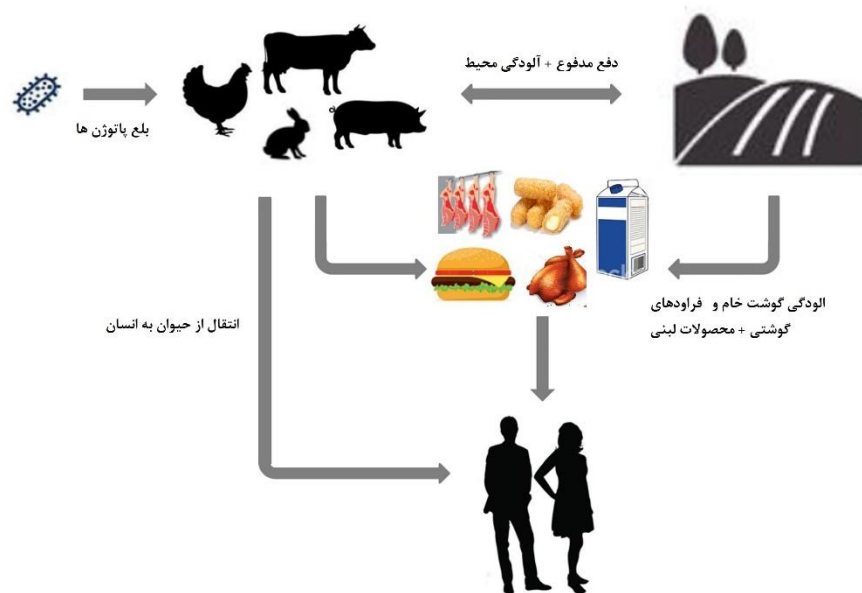 دفع مدفوع + آلودگی محیط
بلع پاتوژن ها
الودگی گوشت خام و فراودهای
گوشتی + محصولات لبنی
انتقال از حیوان به انسان